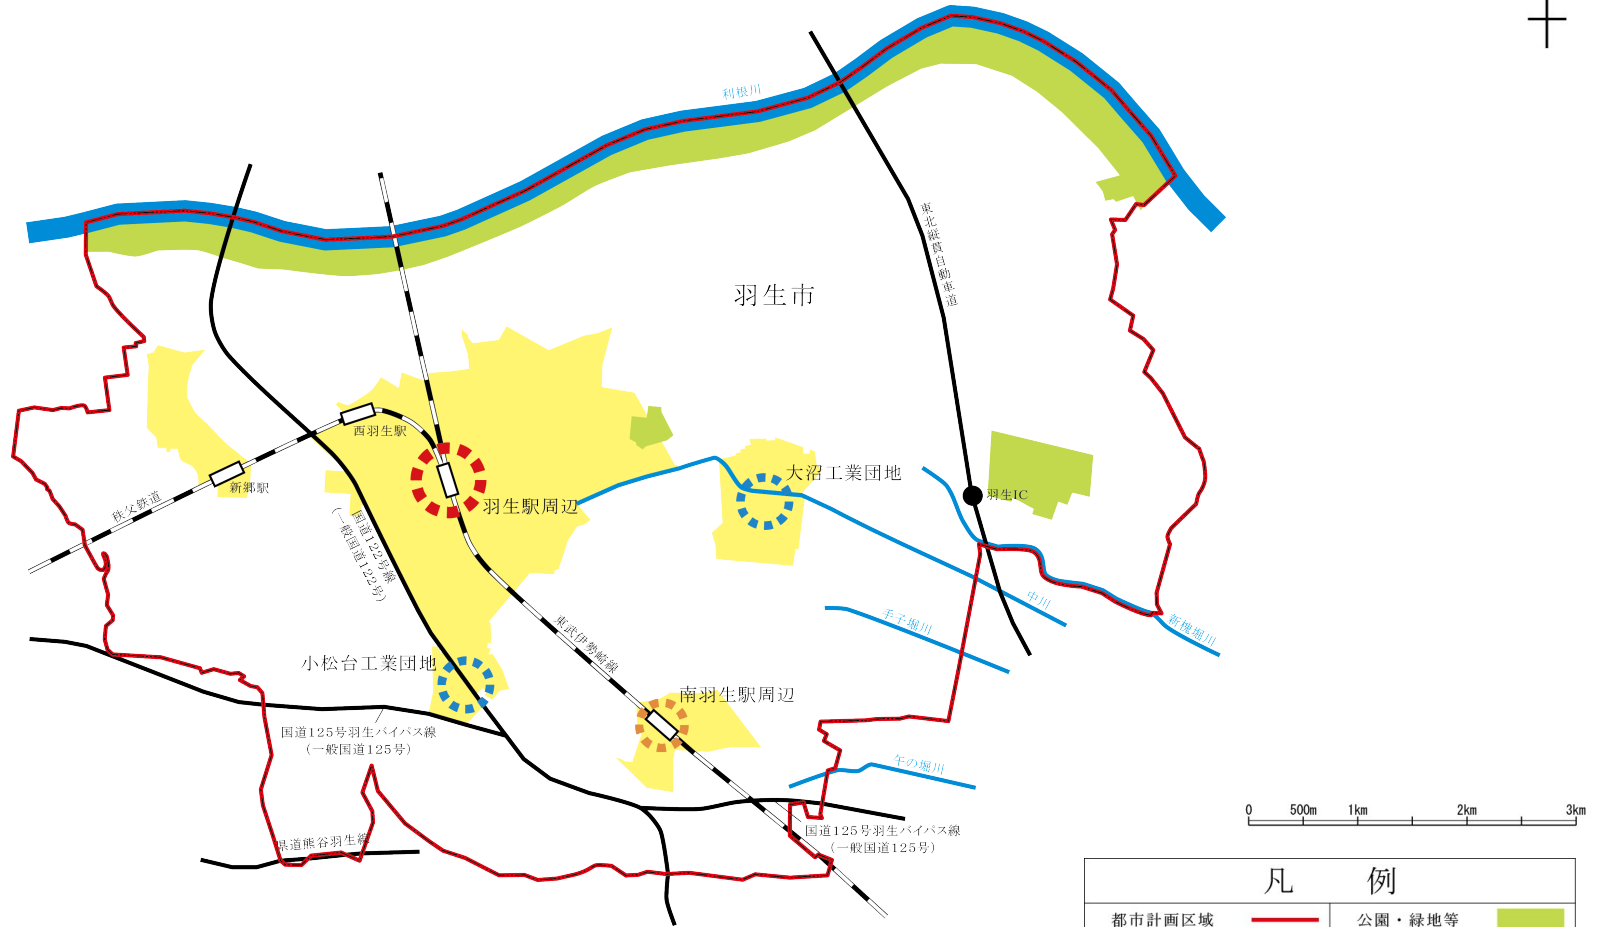 利根川
東北縦貫自動車道
羽生市
西羽生駅
新郷駅
秩父鉄道
羽生駅周辺
大沼工業団地
羽生IC
国道122号線
(一般国道122号)
中川
手子堀川
新槐堀川
東武伊勢崎線
小松台工業団地
南羽生駅周辺
国道125号羽生バイパス線
(一般国道125号)
午の堀川
国道125号羽生バイパス線
(一般国道125号)
県道熊谷羽生線
0 500m 1km 2km 3km
凡 例
都市計画区域 公園・緑地等